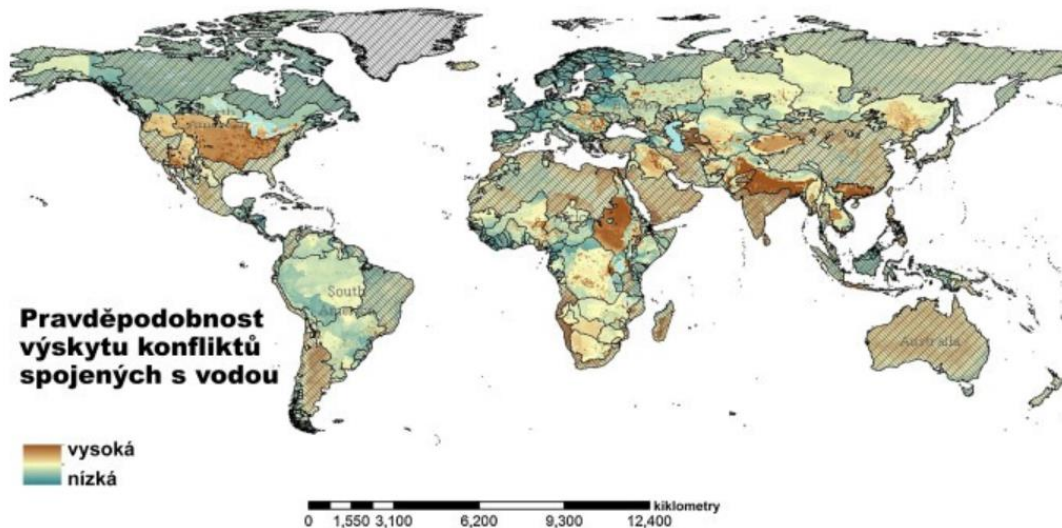 South
Australia
Pravděpodobnost
výskytu konfliktů
spojených s vodou
vysoká
nízká
kiklometry
0 1,550 3,100 6,200 9,300 12,400